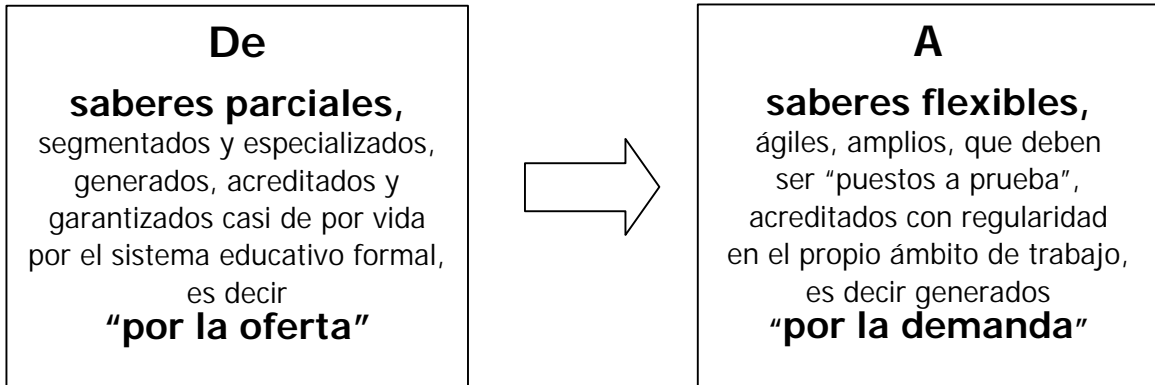 De
saberes parciales,
segmentados y especializados,
generados, acreditados y
garantizados casi de por vida
por el sistema educativo formal,
es decir
“por la oferta”
A
saberes flexibles,
ágiles, amplios, que deben
ser “puestos a prueba”,
acreditados con regularidad
en el propio ámbito de trabajo,
es decir generados
“por la demanda”